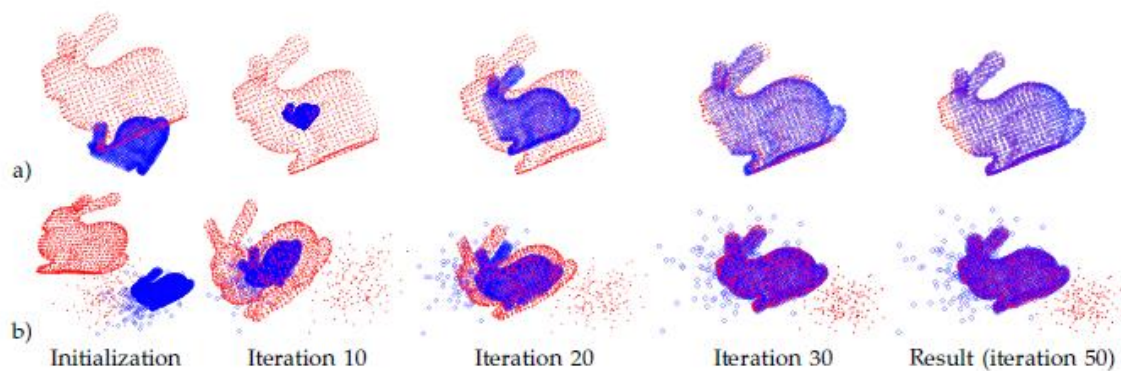 a)
b)
Initialization Iteration 10 Iteration 20 Iteration 30 Result (iteration 50)